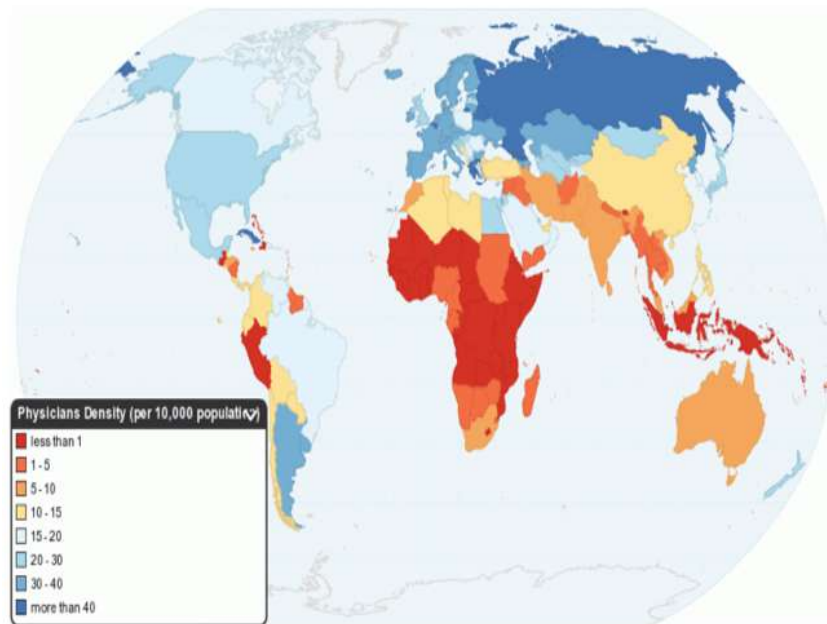 Physicians Density (per 10,000 population)
less than 1
1 - 5
5 - 10
10 - 15
15 - 20
20 - 30
30 - 40
more than 40